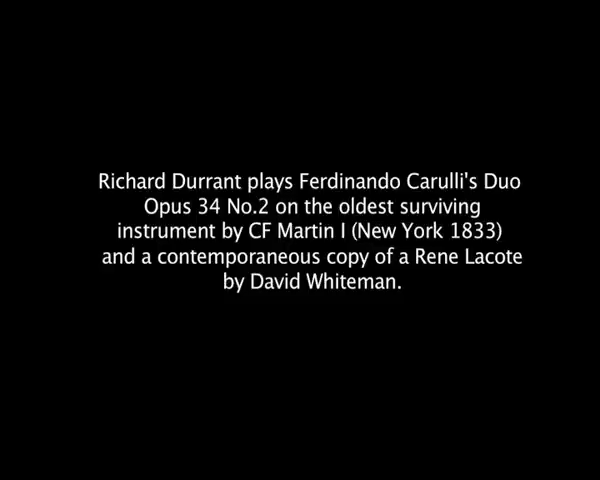 Richard Durrant plays Ferdinando Carulli's Duo
Opus 34 No.2 on the oldest surviving
instrument by CF Martin I (New York 1833)
and a contemporaneous copy of a Rene Lacote
by David Whiteman.